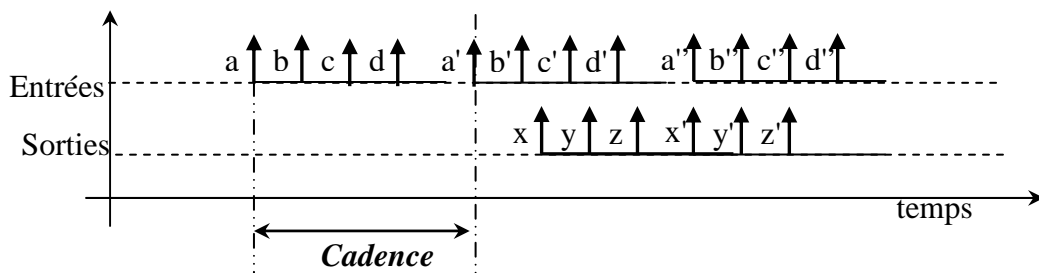 a b c d a' b' c' d' a'' b'' c'' d''
Entrées
x y z x' y' z'
Sorties
temps
Cadence